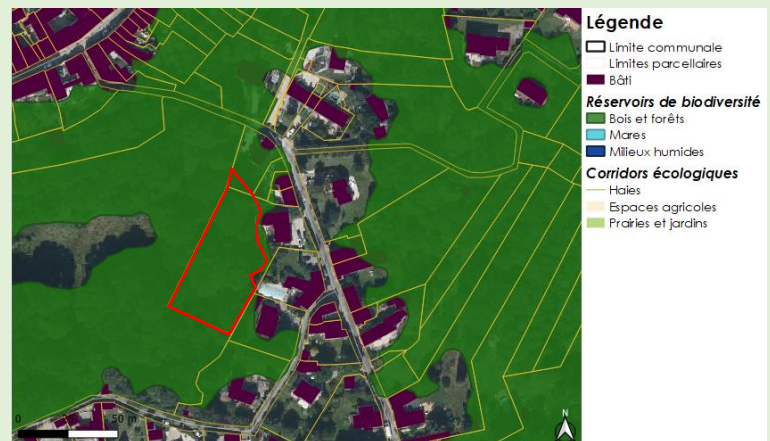 Légende
Limite communale
Limites parcellaires
Bâti
Réservoirs de biodiversité
Bois et forêts
Mares
Milieux humides
Corridors écologiques
Haies
Espaces agricoles
Prairies et jardins
0 50 m
N